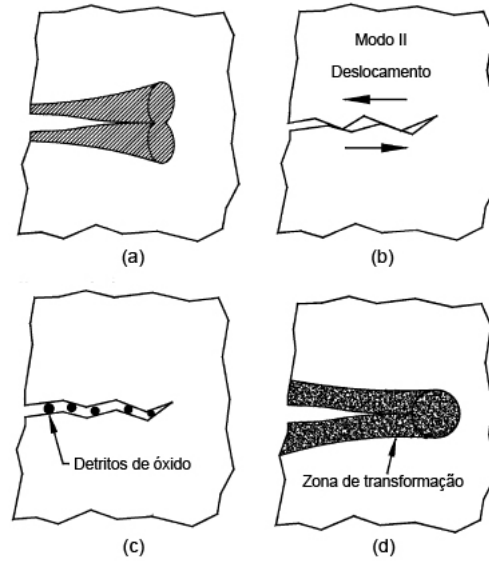 Modo II
Deslocamento
(a)
(b)
Detritos de óxido
Zona de transformação
(c)
(d)